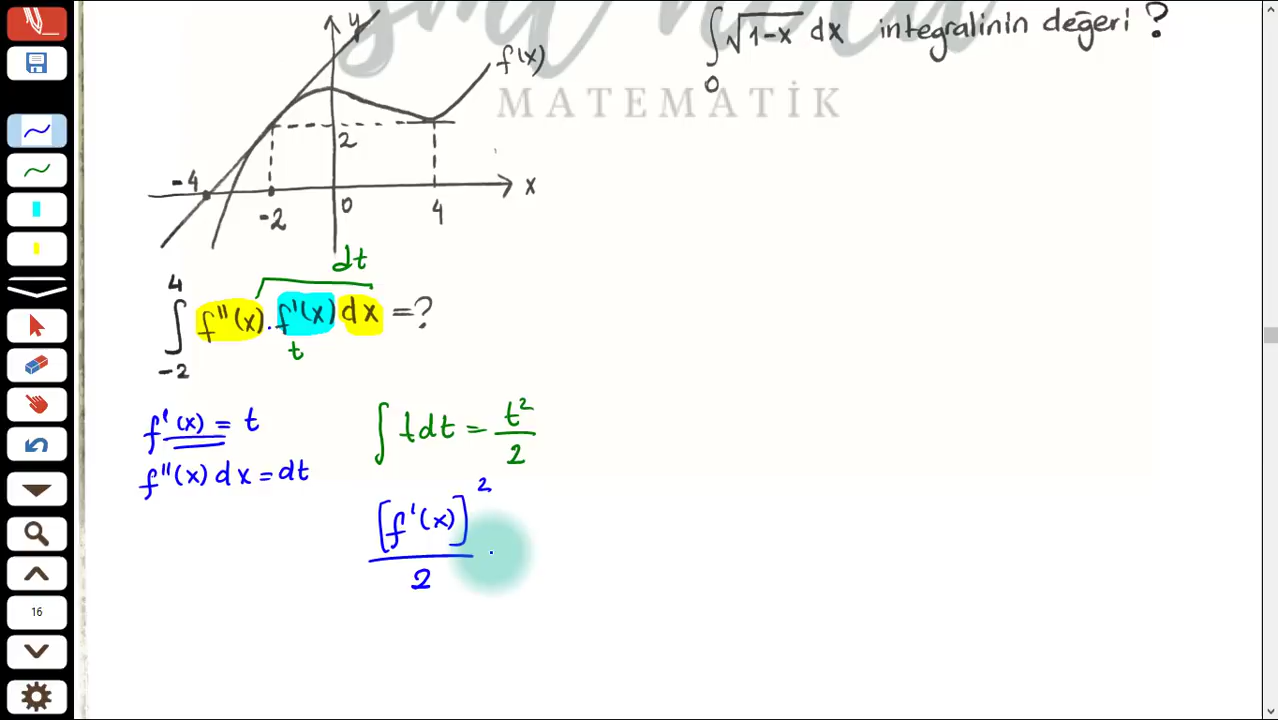 y
f(x)
MATEMATİK
2
-4
x
-2
0
4
∫₀ √1-x dx integralinin değeri ?
0
dt
4
∫ f''(x) . f'(x) dx = ?
-2
t
f'(x) = t
f''(x) dx = dt
∫ t dt = t²/2
[f'(x)]²
2
16